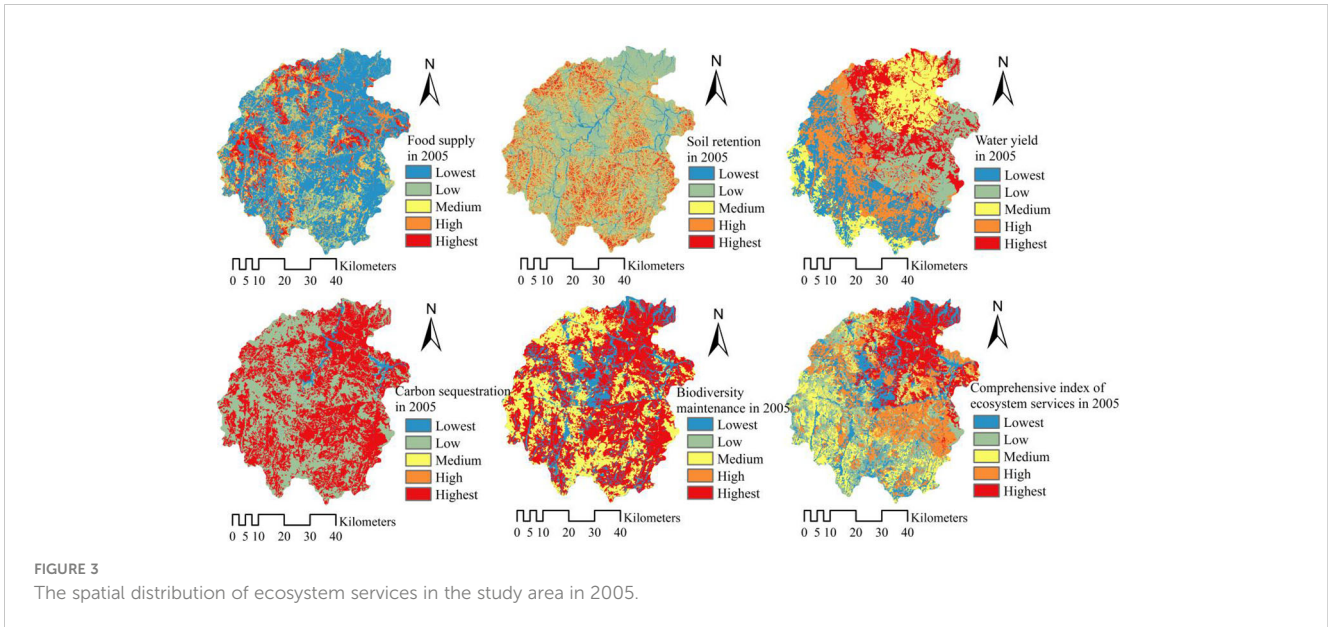 N
Food supply
in 2005
Lowest
Low
Medium
High
Highest
Kilometers
0 5 10 20 30 40
N
Soil retention
in 2005
Lowest
Low
Medium
High
Highest
Kilometers
0 5 10 20 30 40
N
Water yield
in 2005
Lowest
Low
Medium
High
Highest
Kilometers
0 5 10 20 30 40
N
Carbon sequestration
in 2005
Lowest
Low
Medium
High
Highest
Kilometers
0 5 10 20 30 40
N
Biodiversity
maintenance in 2005
Lowest
Low
Medium
High
Highest
Kilometers
0 5 10 20 30 40
N
Comprehensive index of
ecosystem services in 2005
Lowest
Low
Medium
High
Highest
Kilometers
0 5 10 20 30 40
FIGURE 3
The spatial distribution of ecosystem services in the study area in 2005.